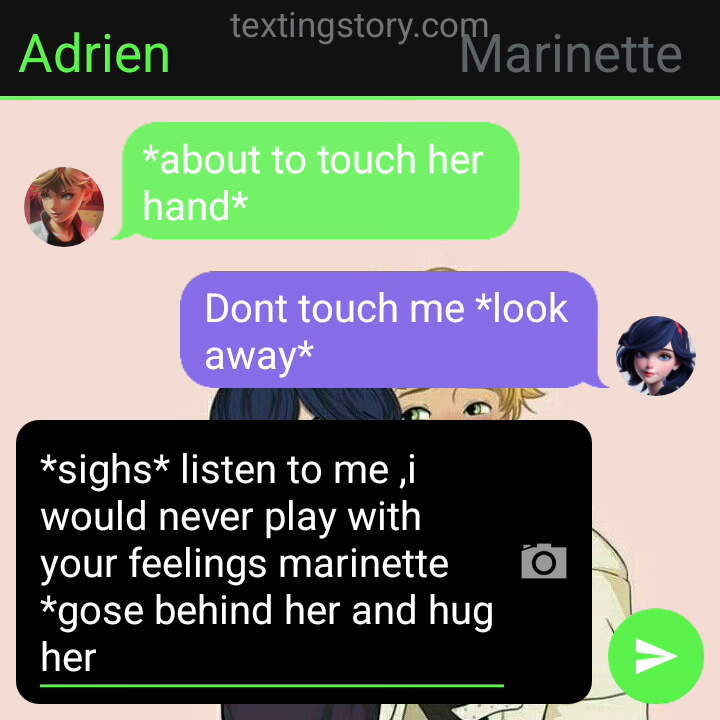 textingstory.com
Adrien
Marinette
*about to touch her
hand*
Dont touch me *look
away*
*sighs* listen to me ,i
would never play with
your feelings marinette
*gose behind her and hug
her